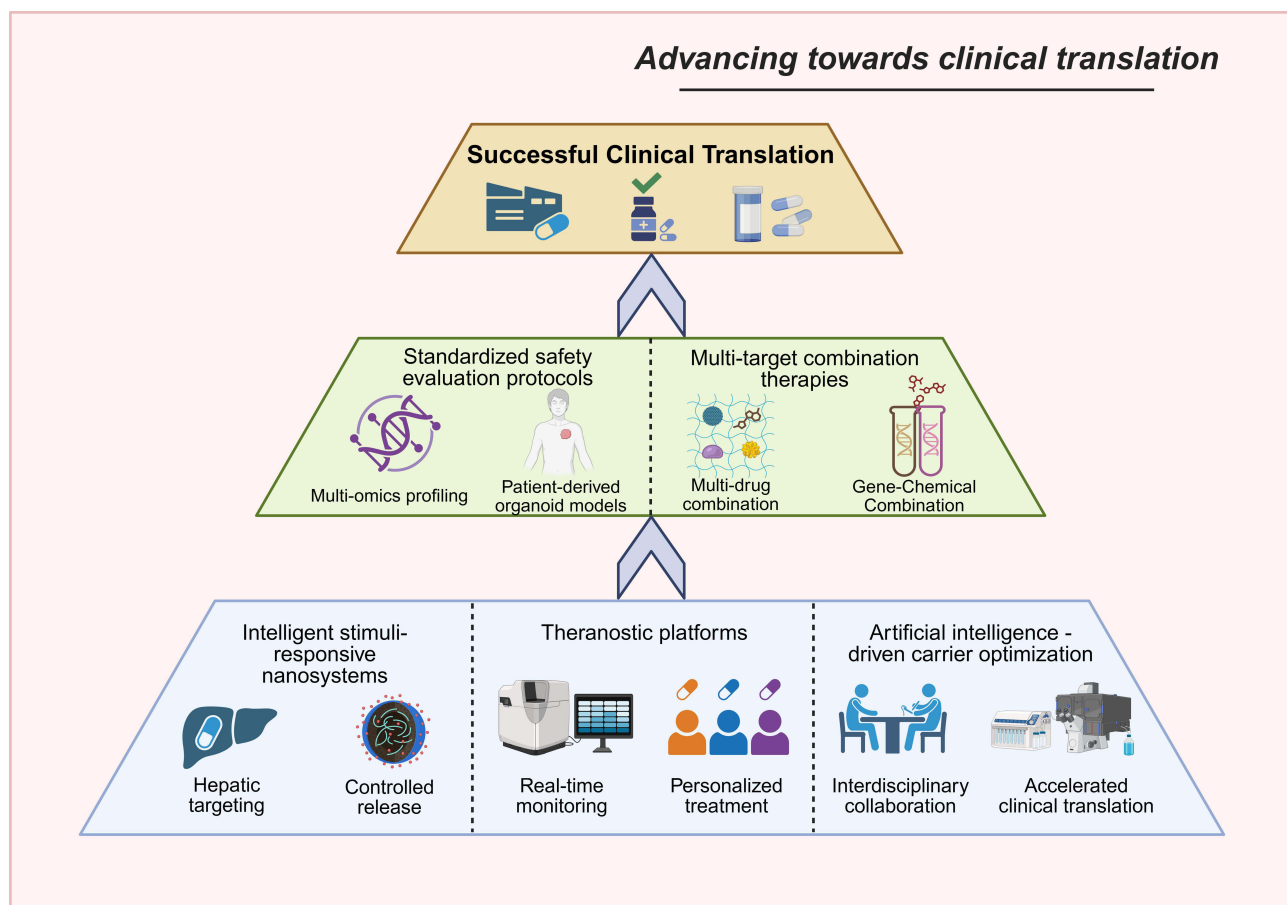 Advancing towards clinical translation
Successful Clinical Translation
Standardized safety
evaluation protocols
Multi-omics profiling
Patient-derived
organoid models
Multi-target combination
therapies
Multi-drug
combination
Gene-Chemical
Combination
Intelligent stimuli-
responsive
nanosystems
Hepatic
targeting
Controlled
release
Theranostic platforms
Real-time
monitoring
Personalized
treatment
Artificial intelligence -
driven carrier optimization
Interdisciplinary
collaboration
Accelerated
clinical translation